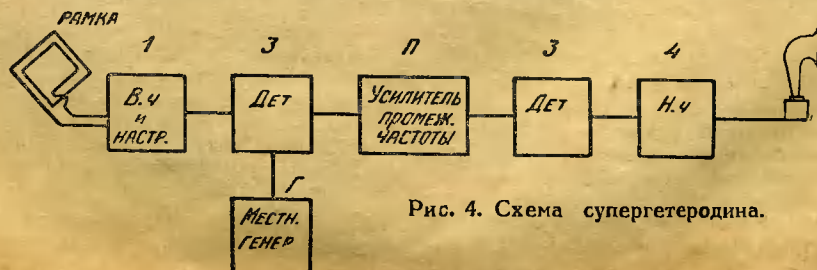 РАМКА
1
3
П
3
4
В.Ч
И
НАСТР.
ДЕТ
УСИЛИТЕЛЬ
ПРОМЕЖ.
ЧАСТОТЫ
ДЕТ
Н.Ч
Г
МЕСТН.
ГЕНЕР
Рис. 4. Схема супергетеродина.